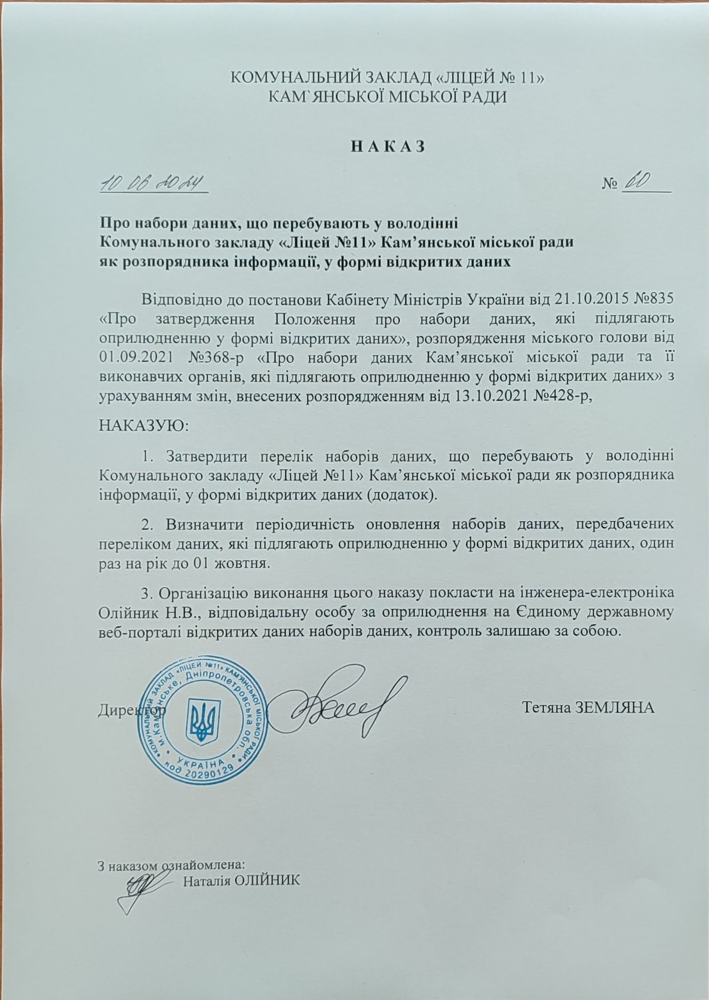 КОМУНАЛЬНИЙ ЗАКЛАД «ЛІЦЕЙ № 11»
КАМ`ЯНСЬКОЇ МІСЬКОЇ РАДИ
Н А К А З
10 06 2024
№ 60
Про набори даних, що перебувають у володінні
Комунального закладу «Ліцей №11» Кам’янської міської ради
як розпорядника інформації, у формі відкритих даних
Відповідно до постанови Кабінету Міністрів України від 21.10.2015 №835
«Про затвердження Положення про набори даних, які підлягають
оприлюдненню у формі відкритих даних», розпорядження міського голови від
01.09.2021 №368-р «Про набори даних Кам’янської міської ради та її
виконавчих органів, які підлягають оприлюдненню у формі відкритих даних» з
урахуванням змін, внесених розпорядженням від 13.10.2021 №428-р,
НАКАЗУЮ:
1. Затвердити перелік наборів даних, що перебувають у володінні
Комунального закладу «Ліцей №11» Кам’янської міської ради як розпорядника
інформації, у формі відкритих даних (додаток).
2. Визначити періодичність оновлення наборів даних, передбачених
переліком даних, які підлягають оприлюдненню у формі відкритих даних, один
раз на рік до 01 жовтня.
3. Організацію виконання цього наказу покласти на інженера-електроніка
Олійник Н.В., відповідальну особу за оприлюднення на Єдиному державному
веб-порталі відкритих даних наборів даних, контроль залишаю за собою.
Директор
Тетяна ЗЕМЛЯНА
КОМУНАЛЬНИЙ ЗАКЛАД «ЛІЦЕЙ №11» КАМ'ЯНСЬКОЇ МІСЬКОЇ РАДИ
м.Кам'янське, Дніпропетровська обл.
УКРАЇНА
код 20290129
З наказом ознайомлена:
Наталія ОЛІЙНИК